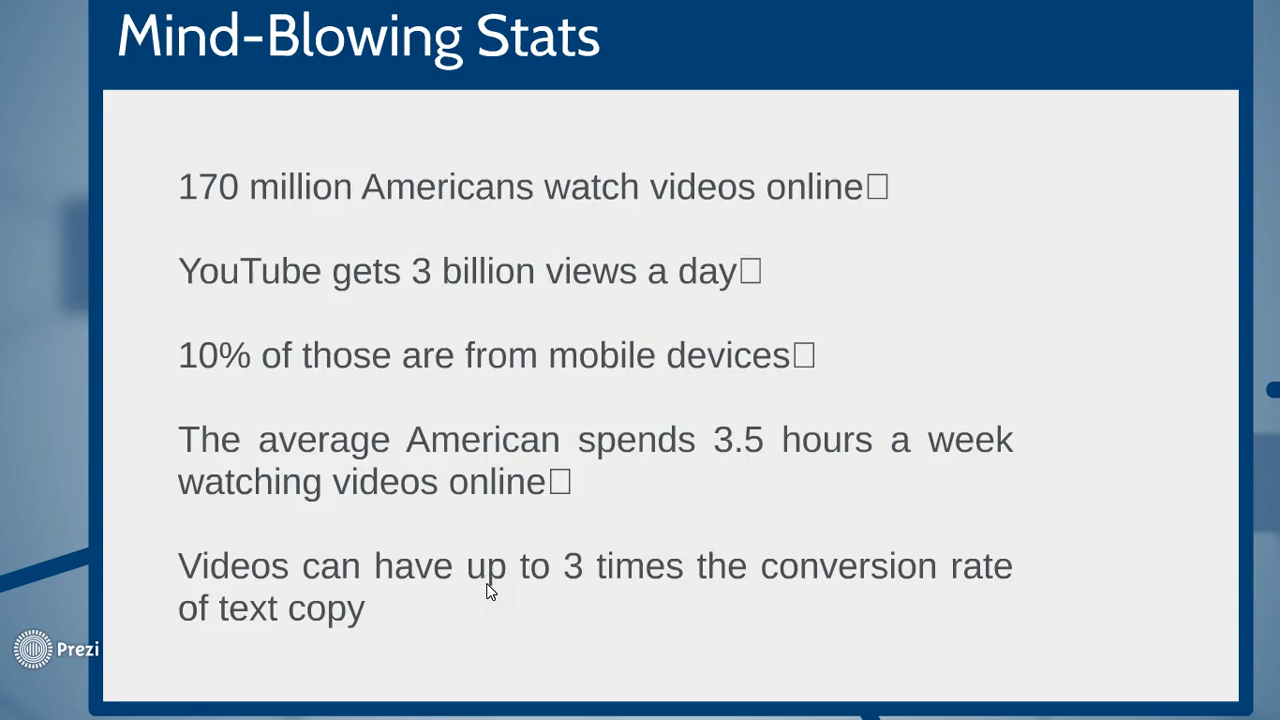 Mind-Blowing Stats
170 million Americans watch videos online□
YouTube gets 3 billion views a day□
10% of those are from mobile devices□
The average American spends 3.5 hours a week
watching videos online□
Videos can have up to 3 times the conversion rate
of text copy
Prezi